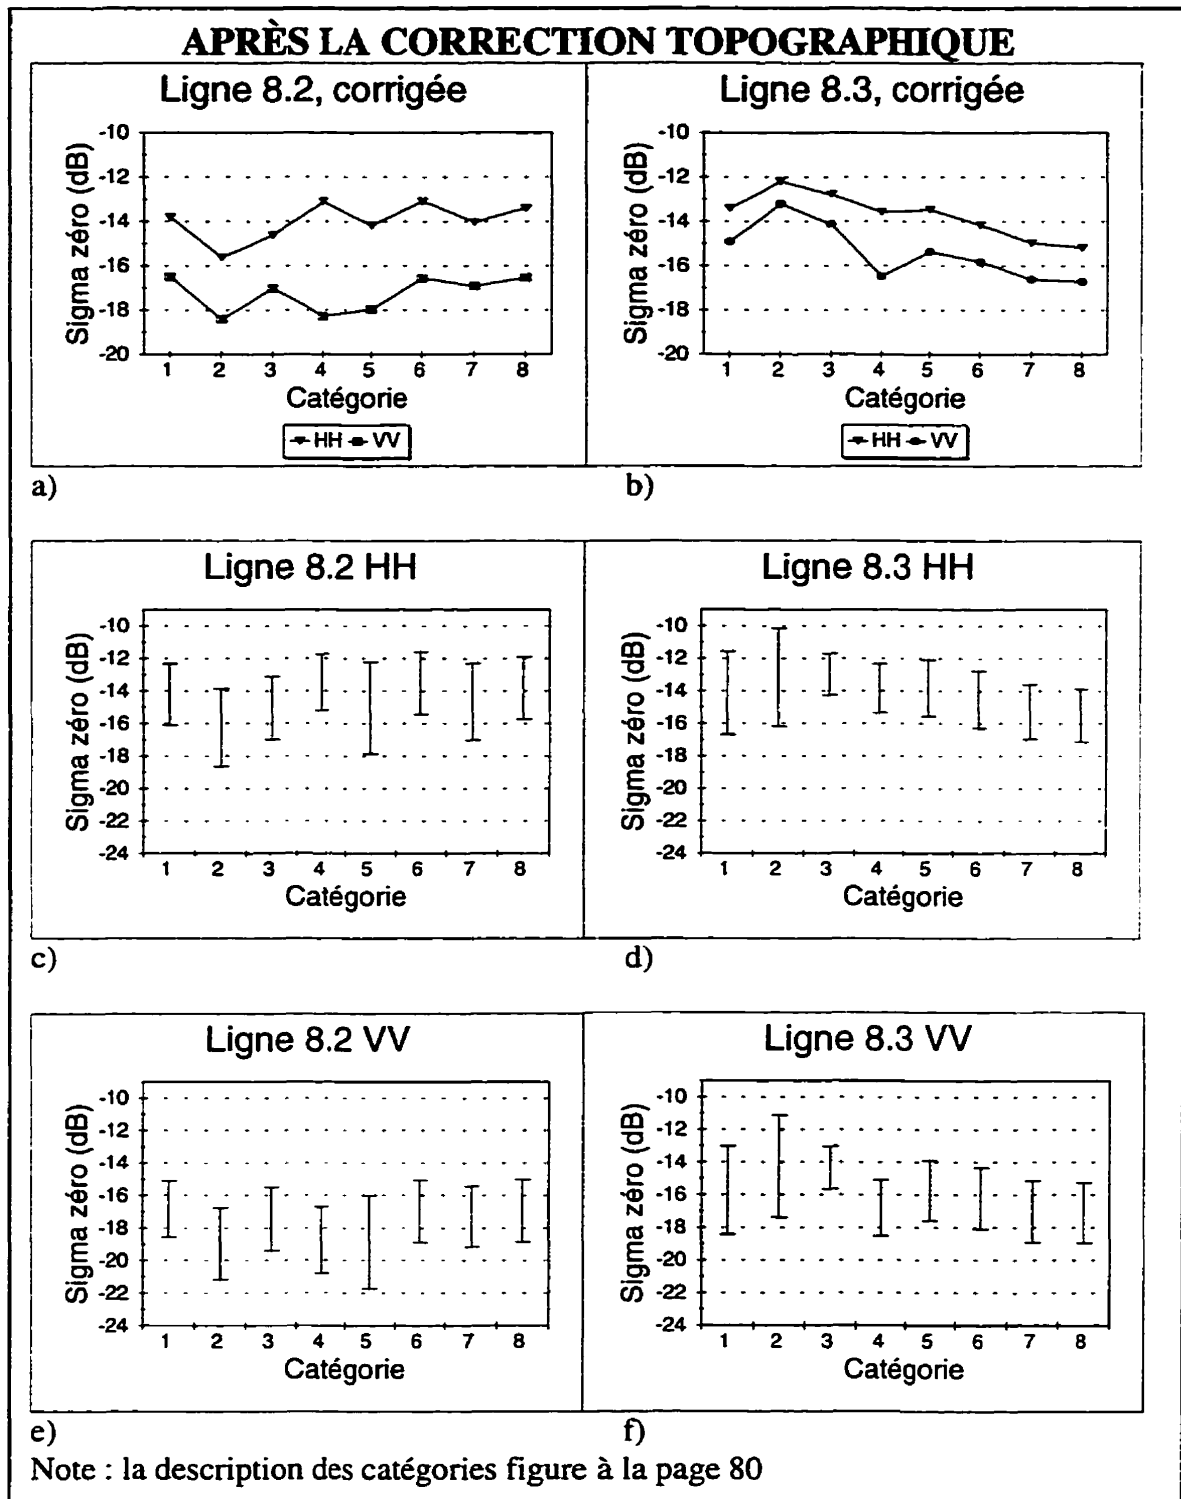 APRÈS LA CORRECTION TOPOGRAPHIQUE
Ligne 8.2, corrigée
Sigma zéro (dB)
-10
-12
-14
-16
-18
-20
1 2 3 4 5 6 7 8
Catégorie
HH VV
a)
Ligne 8.3, corrigée
Sigma zéro (dB)
-10
-12
-14
-16
-18
-20
1 2 3 4 5 6 7 8
Catégorie
HH VV
b)
Ligne 8.2 HH
Sigma zéro (dB)
-10
-12
-14
-16
-18
-20
-22
-24
1 2 3 4 5 6 7 8
Catégorie
c)
Ligne 8.3 HH
Sigma zéro (dB)
-10
-12
-14
-16
-18
-20
-22
-24
1 2 3 4 5 6 7 8
Catégorie
d)
Ligne 8.2 VV
Sigma zéro (dB)
-10
-12
-14
-16
-18
-20
-22
-24
1 2 3 4 5 6 7 8
Catégorie
e)
Ligne 8.3 VV
Sigma zéro (dB)
-10
-12
-14
-16
-18
-20
-22
-24
1 2 3 4 5 6 7 8
Catégorie
f)
Note : la description des catégories figure à la page 80